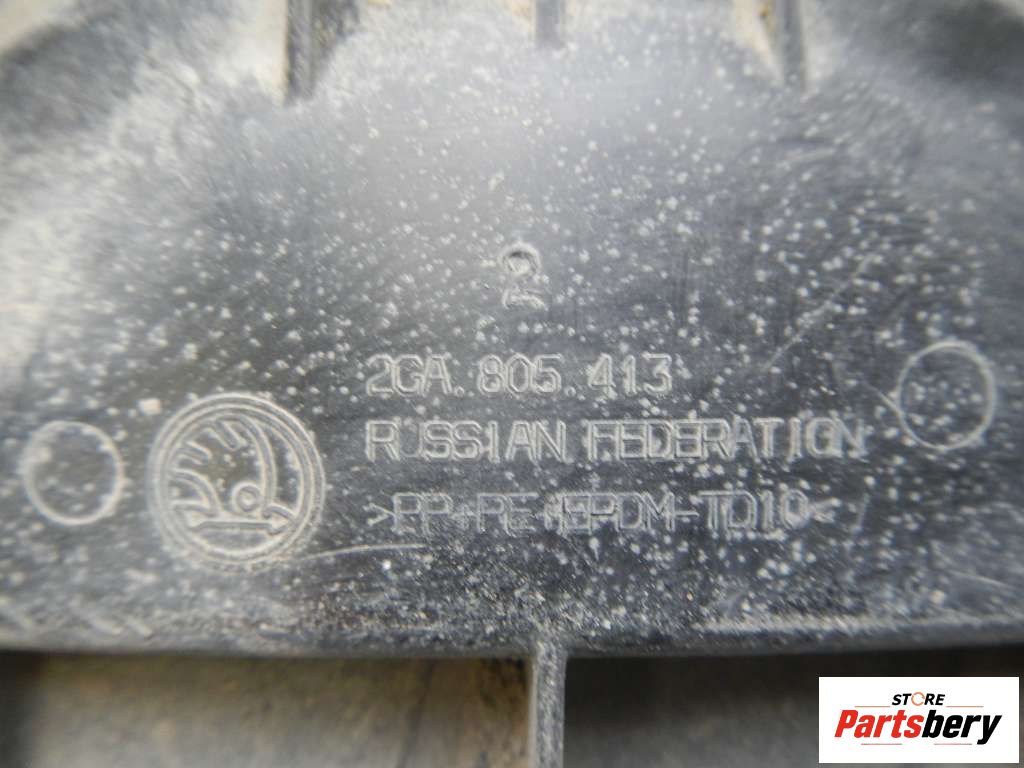 2
2GA.805.413
RUSSIAN FEDERATION
>PP+PE+EPDM-TD10<
STORE
Partsbery